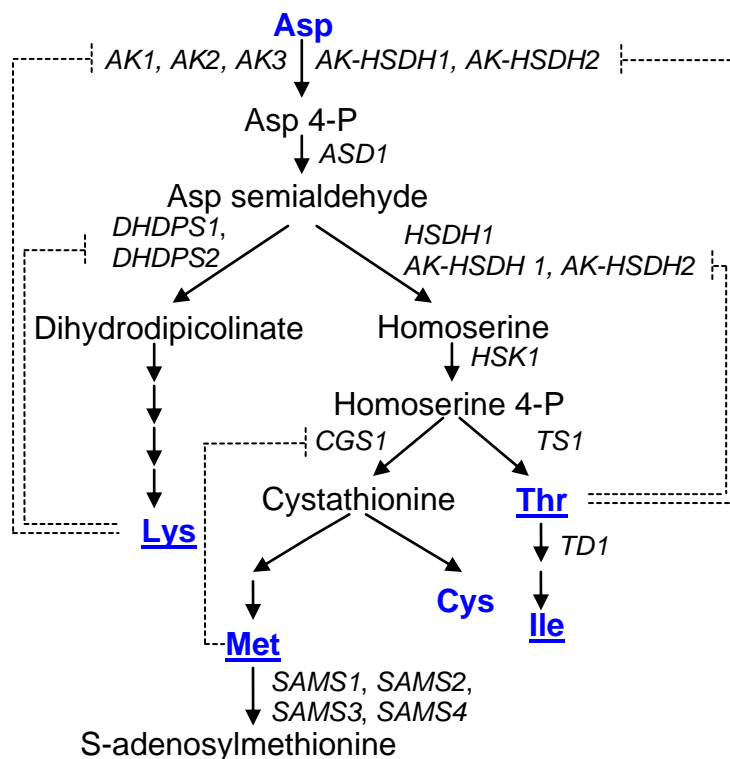 Asp
AK1, AK2, AK3 AK-HSDH1, AK-HSDH2
Asp 4-P
ASD1
Asp semialdehyde
DHDPS1,
DHDPS2
HSDH1
AK-HSDH 1, AK-HSDH2
Dihydrodipicolinate
Homoserine
HSK1
Homoserine 4-P
CGS1
TS1
Cystathionine
Thr
Lys
TD1
Cys
Ile
Met
SAMS1, SAMS2,
SAMS3, SAMS4
S-adenosylmethionine